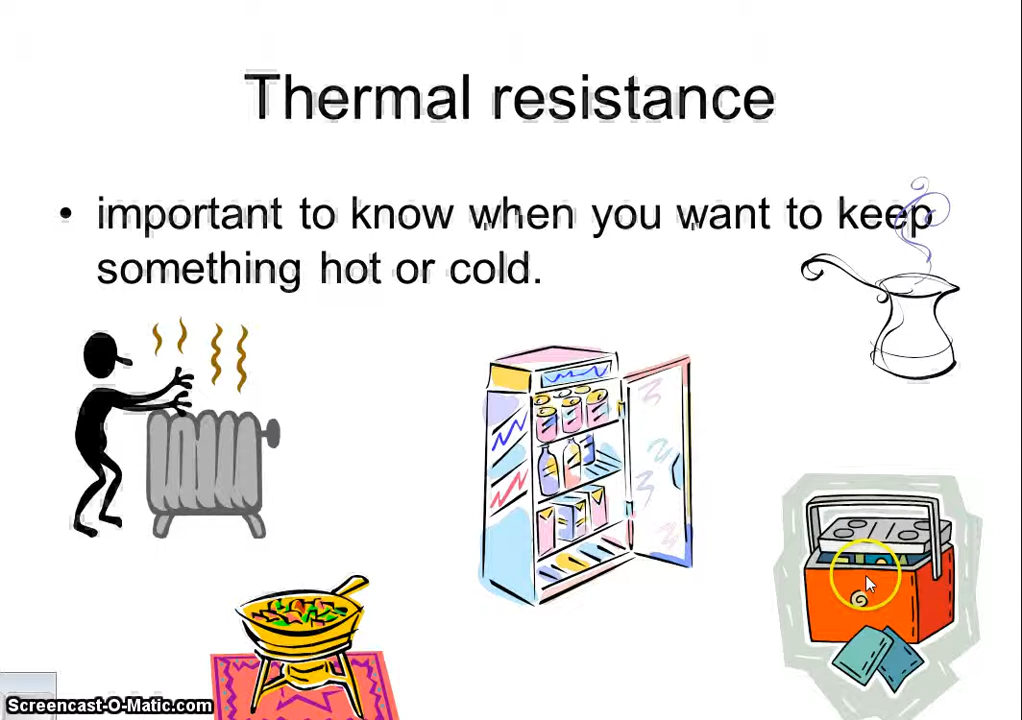 Thermal resistance
• important to know when you want to keep
something hot or cold.
Screencast-O-Matic.com